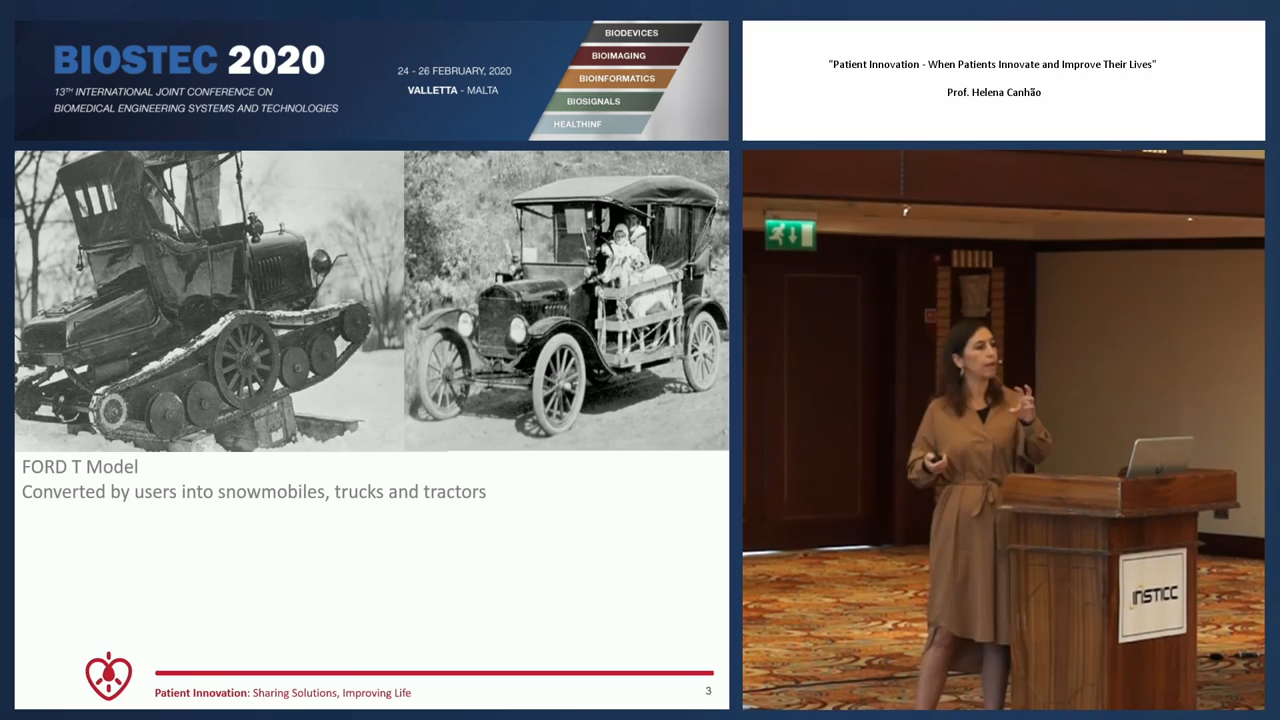 BIOSTEC 2020
13TH INTERNATIONAL JOINT CONFERENCE ON
BIOMEDICAL ENGINEERING SYSTEMS AND TECHNOLOGIES
24 - 26 FEBRUARY, 2020
VALLETTA - MALTA
BIODEVICES
BIOIMAGING
BIOINFORMATICS
BIOSIGNALS
HEALTHINF
"Patient Innovation - When Patients Innovate and Improve Their Lives"
Prof. Helena Canhão
FORD T Model
Converted by users into snowmobiles, trucks and tractors
Patient Innovation: Sharing Solutions, Improving Life
3
INSTICC